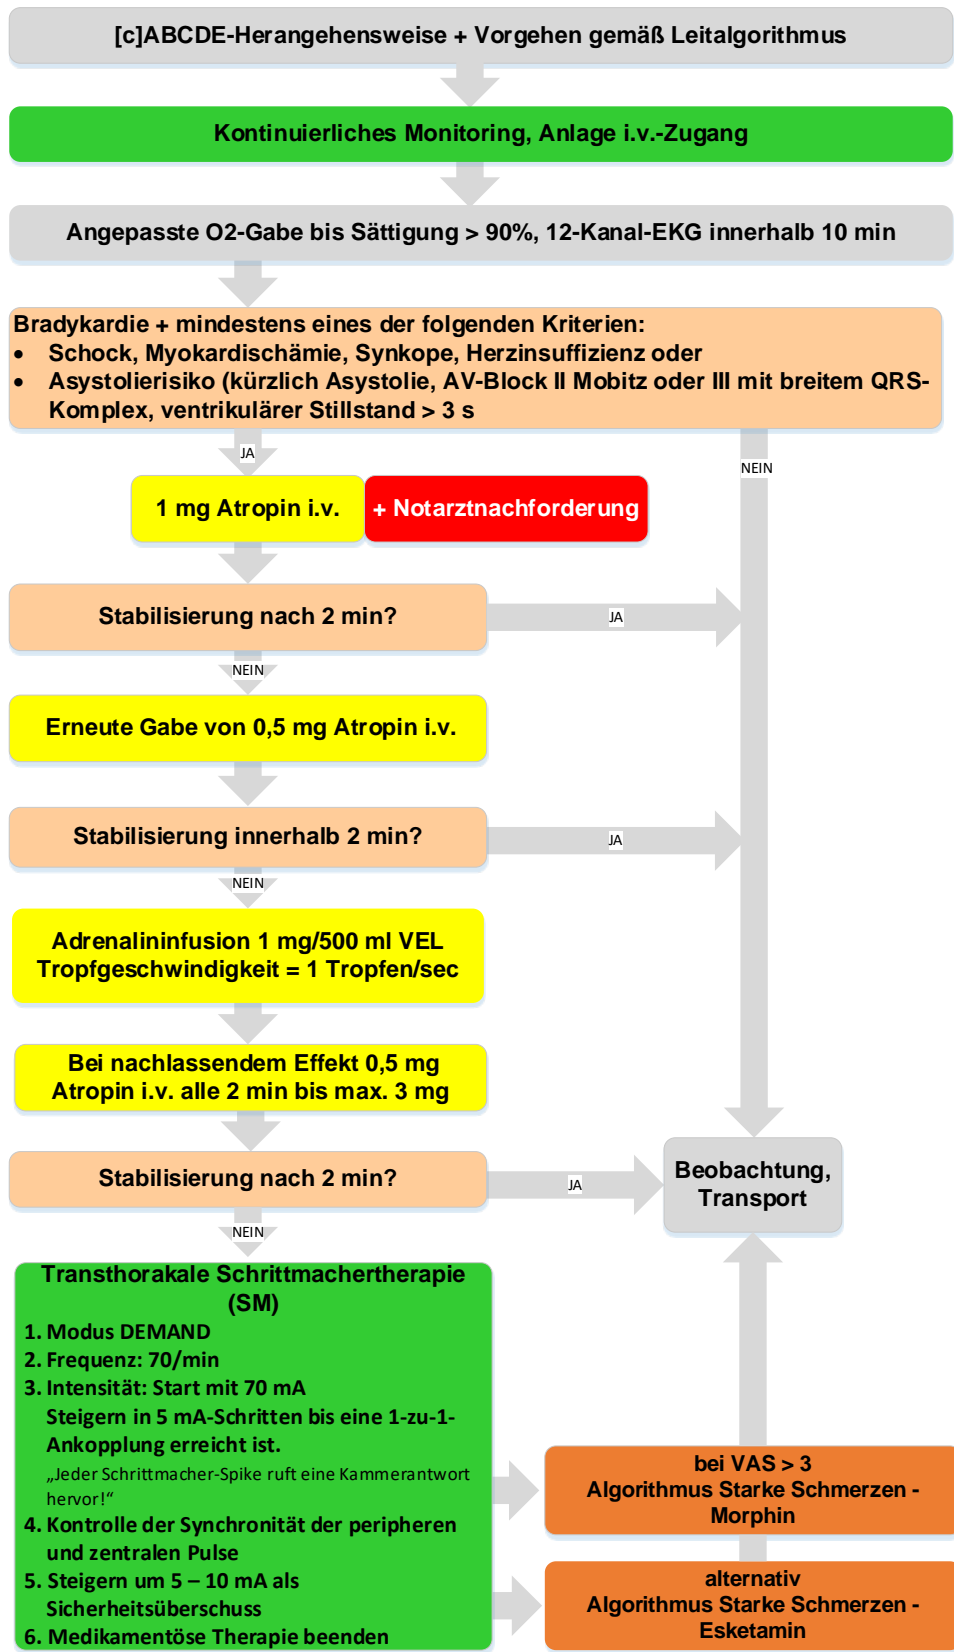 [c]ABCDE-Herangehensweise + Vorgehen gemäß Leitalgorithmus
Kontinuierliches Monitoring, Anlage i.v.-Zugang
Angepasste O2-Gabe bis Sättigung > 90%, 12-Kanal-EKG innerhalb 10 min
Bradykardie + mindestens eines der folgenden Kriterien:
• Schock, Myokardischämie, Synkope, Herzinsuffizienz oder
• Asystolierisiko (kürzlich Asystolie, AV-Block II Mobitz oder III mit breitem QRS-
Komplex, ventrikulärer Stillstand > 3 s
JA
NEIN
1 mg Atropin i.v.
+ Notarztnachforderung
Stabilisierung nach 2 min?
JA
NEIN
Erneute Gabe von 0,5 mg Atropin i.v.
Stabilisierung innerhalb 2 min?
JA
NEIN
Adrenalininfusion 1 mg/500 ml VEL
Tropfgeschwindigkeit = 1 Tropfen/sec
Bei nachlassendem Effekt 0,5 mg
Atropin i.v. alle 2 min bis max. 3 mg
Stabilisierung nach 2 min?
JA
Beobachtung,
Transport
NEIN
Transthorakale Schrittmachertherapie
(SM)
1. Modus DEMAND
2. Frequenz: 70/min
3. Intensität: Start mit 70 mA
Steigern in 5 mA-Schritten bis eine 1-zu-1-
Ankopplung erreicht ist.
„Jeder Schrittmacher-Spike ruft eine Kammerantwort
hervor!“
4. Kontrolle der Synchronität der peripheren
und zentralen Pulse
5. Steigern um 5 – 10 mA als
Sicherheitsüberschuss
6. Medikamentöse Therapie beenden
bei VAS > 3
Algorithmus Starke Schmerzen -
Morphin
alternativ
Algorithmus Starke Schmerzen -
Esketamin